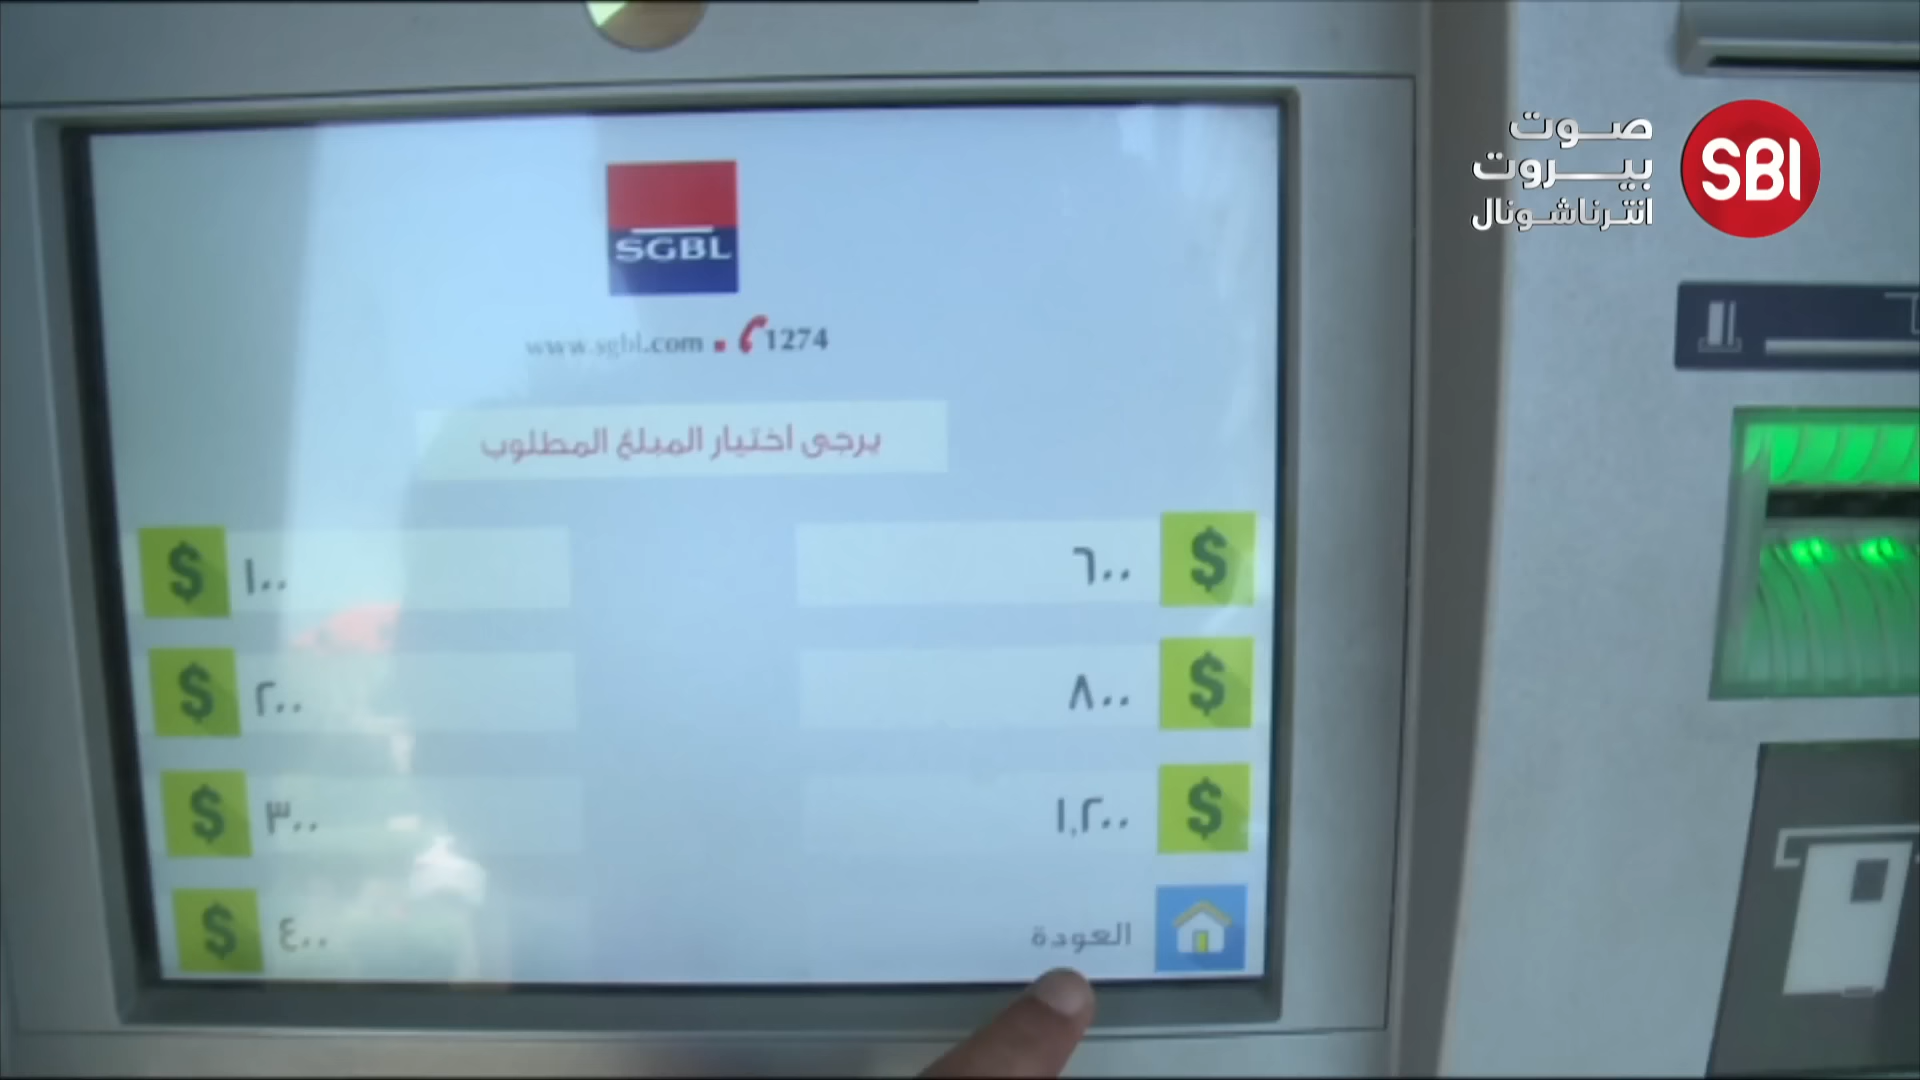 صوت
بيروت
انترناشونال
SBI
SGBL
www.sgbl.com 1274
يرجى اختيار المبلغ المطلوب
$ ١٠٠
٦٠٠ $
$ ٢٠٠
٨٠٠ $
$ ٣٠٠
١,٢٠٠ $
$ ٤٠٠
العودة